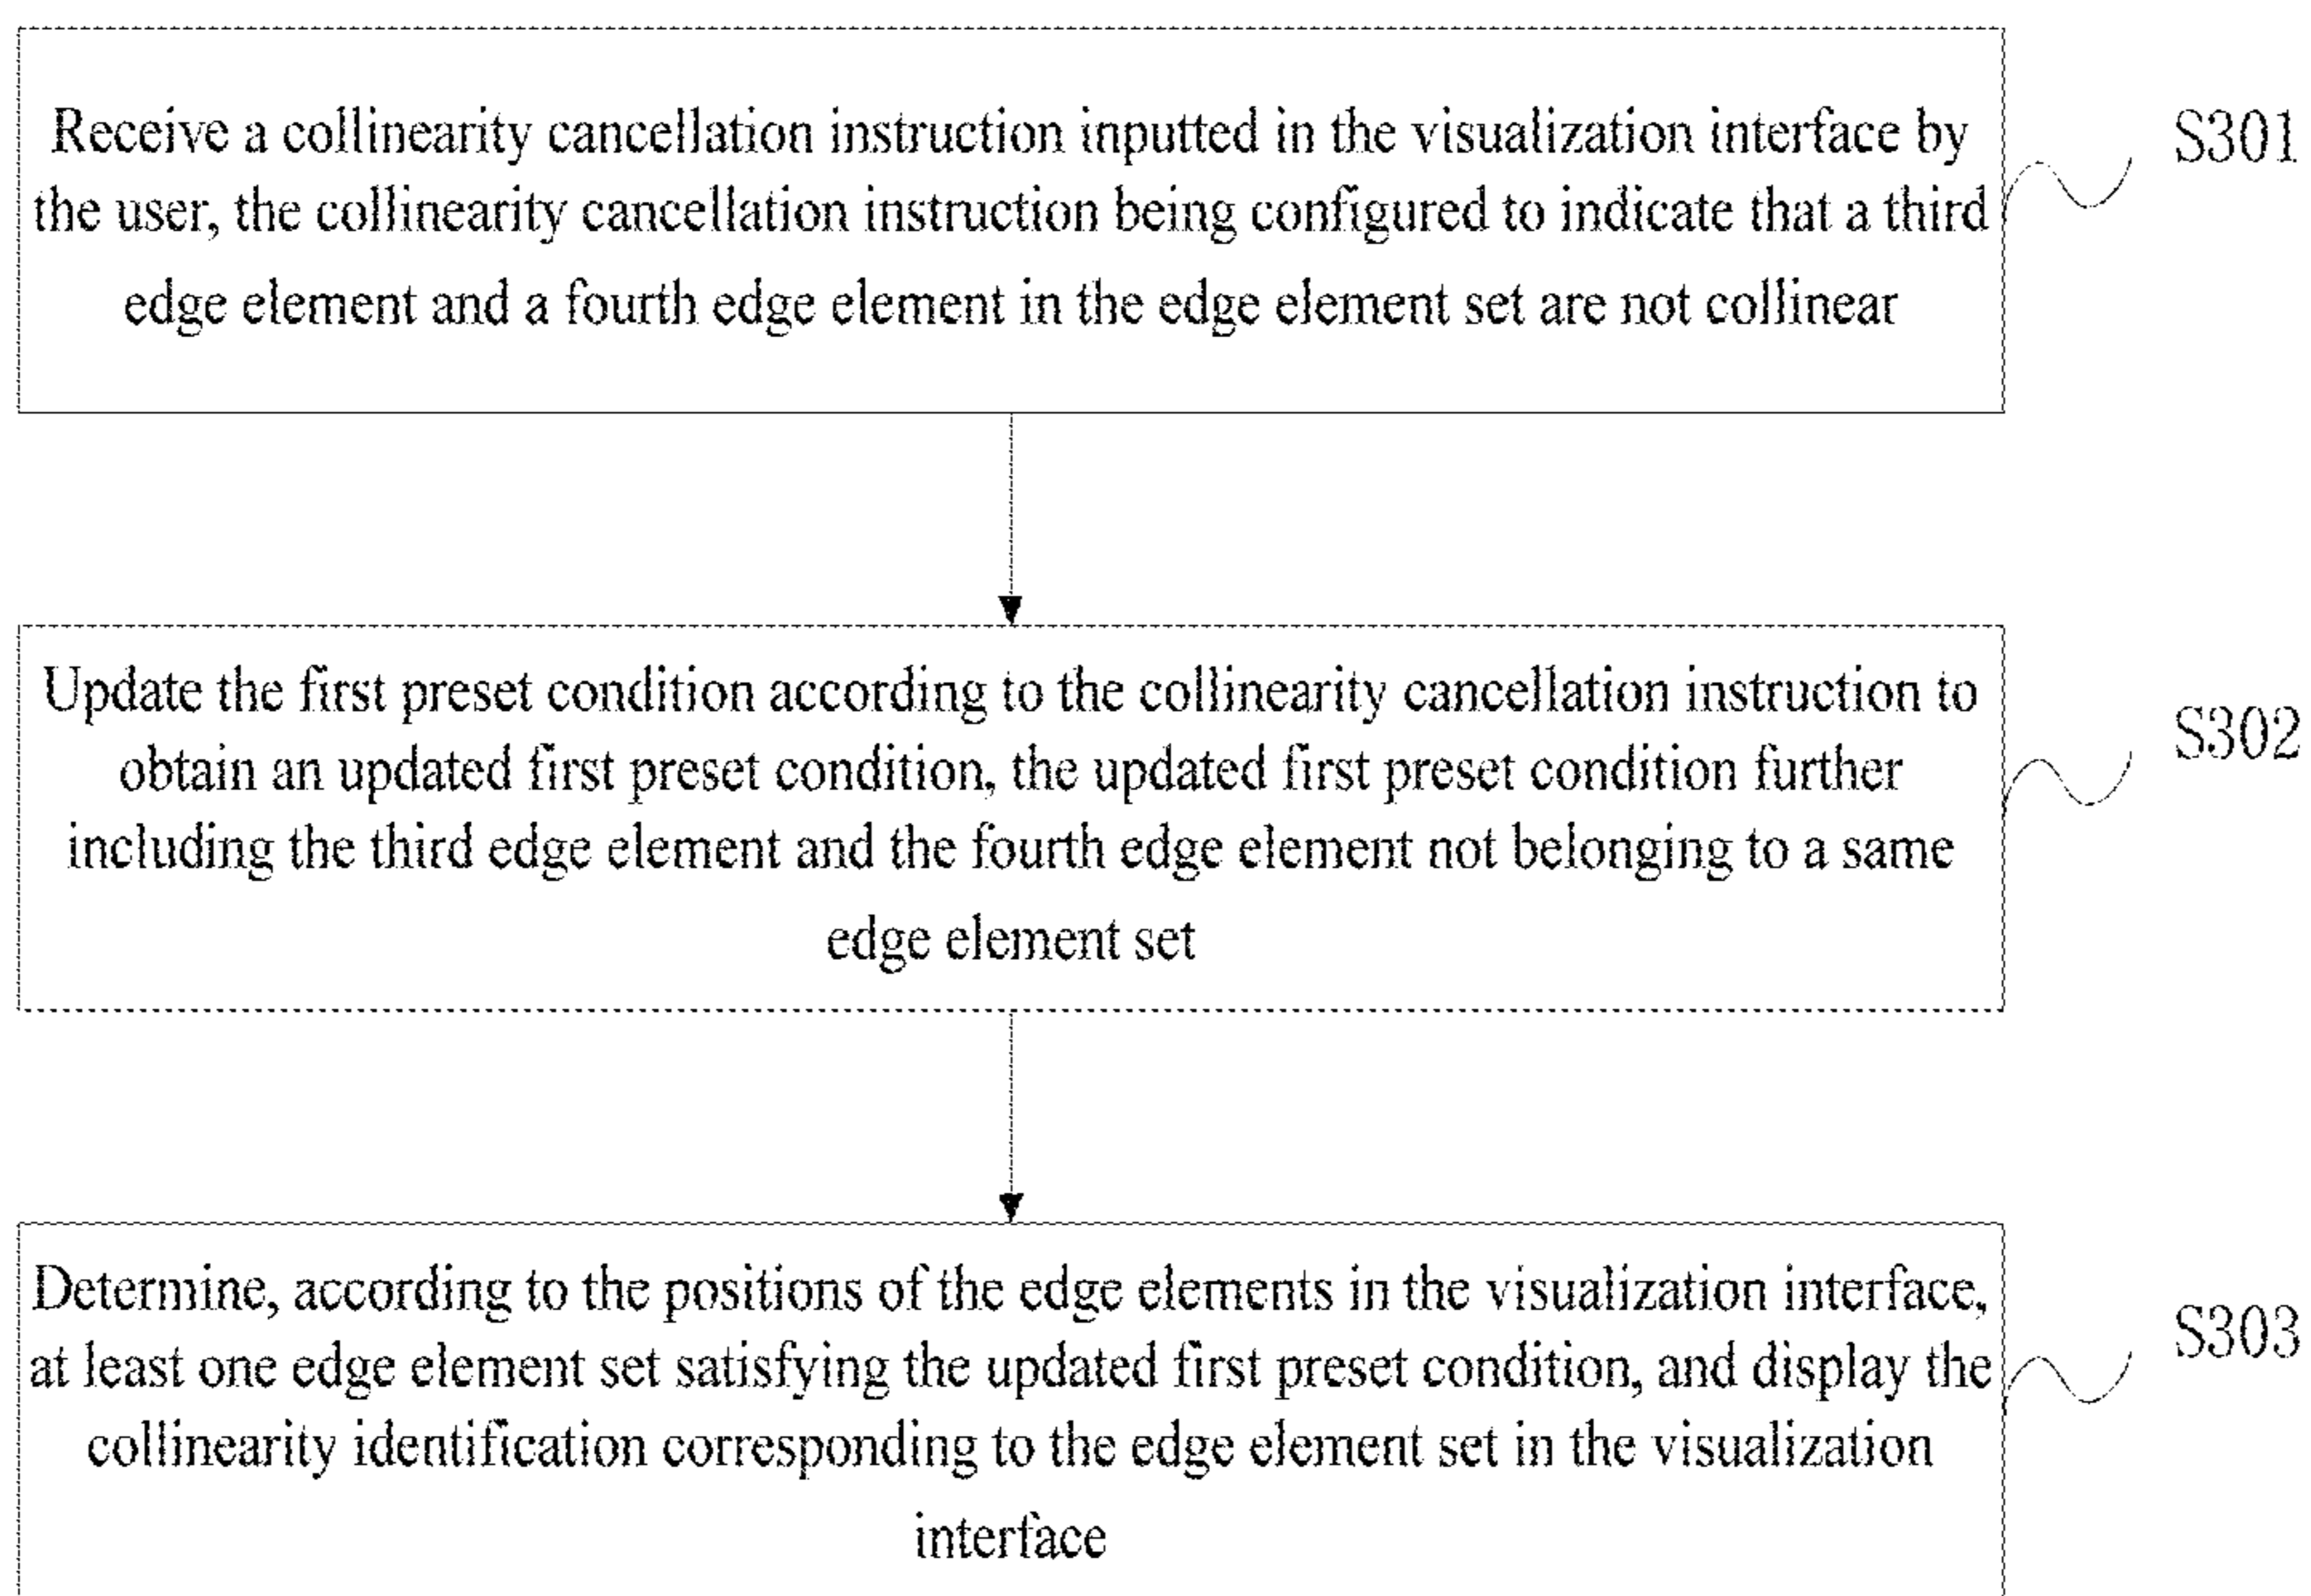 Receive a collinearity cancellation instruction inputted in the visualization interface by
the user, the collinearity cancellation instruction being configured to indicate that a third
edge element and a fourth edge element in the edge element set are not collinear
S301
Update the first preset condition according to the collinearity cancellation instruction to
obtain an updated first preset condition, the updated first preset condition further
including the third edge element and the fourth edge element not belonging to a same
edge element set
S302
Determine, according to the positions of the edge elements in the visualization interface,
at least one edge element set satisfying the updated first preset condition, and display the
collinearity identification corresponding to the edge element set in the visualization
interface
S303